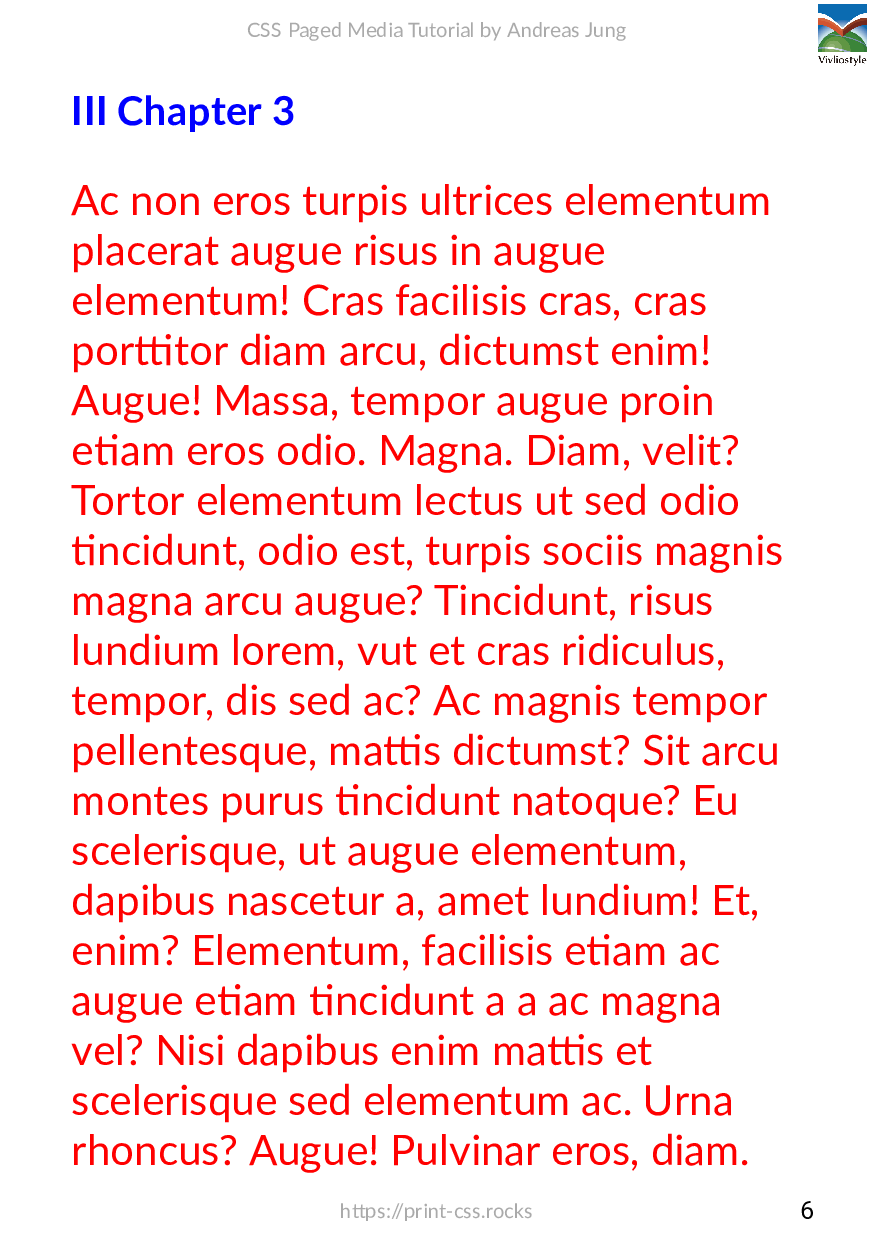 CSS Paged Media Tutorial by Andreas Jung
Vivliostyle
III Chapter 3
Ac non eros turpis ultrices elementum
placerat augue risus in augue
elementum! Cras facilisis cras, cras
porttitor diam arcu, dictumst enim!
Augue! Massa, tempor augue proin
etiam eros odio. Magna. Diam, velit?
Tortor elementum lectus ut sed odio
tincidunt, odio est, turpis sociis magnis
magna arcu augue? Tincidunt, risus
lundium lorem, vut et cras ridiculus,
tempor, dis sed ac? Ac magnis tempor
pellentesque, mattis dictumst? Sit arcu
montes purus tincidunt natoque? Eu
scelerisque, ut augue elementum,
dapibus nascetur a, amet lundium! Et,
enim? Elementum, facilisis etiam ac
augue etiam tincidunt a a ac magna
vel? Nisi dapibus enim mattis et
scelerisque sed elementum ac. Urna
rhoncus? Augue! Pulvinar eros, diam.
https://print-css.rocks
6